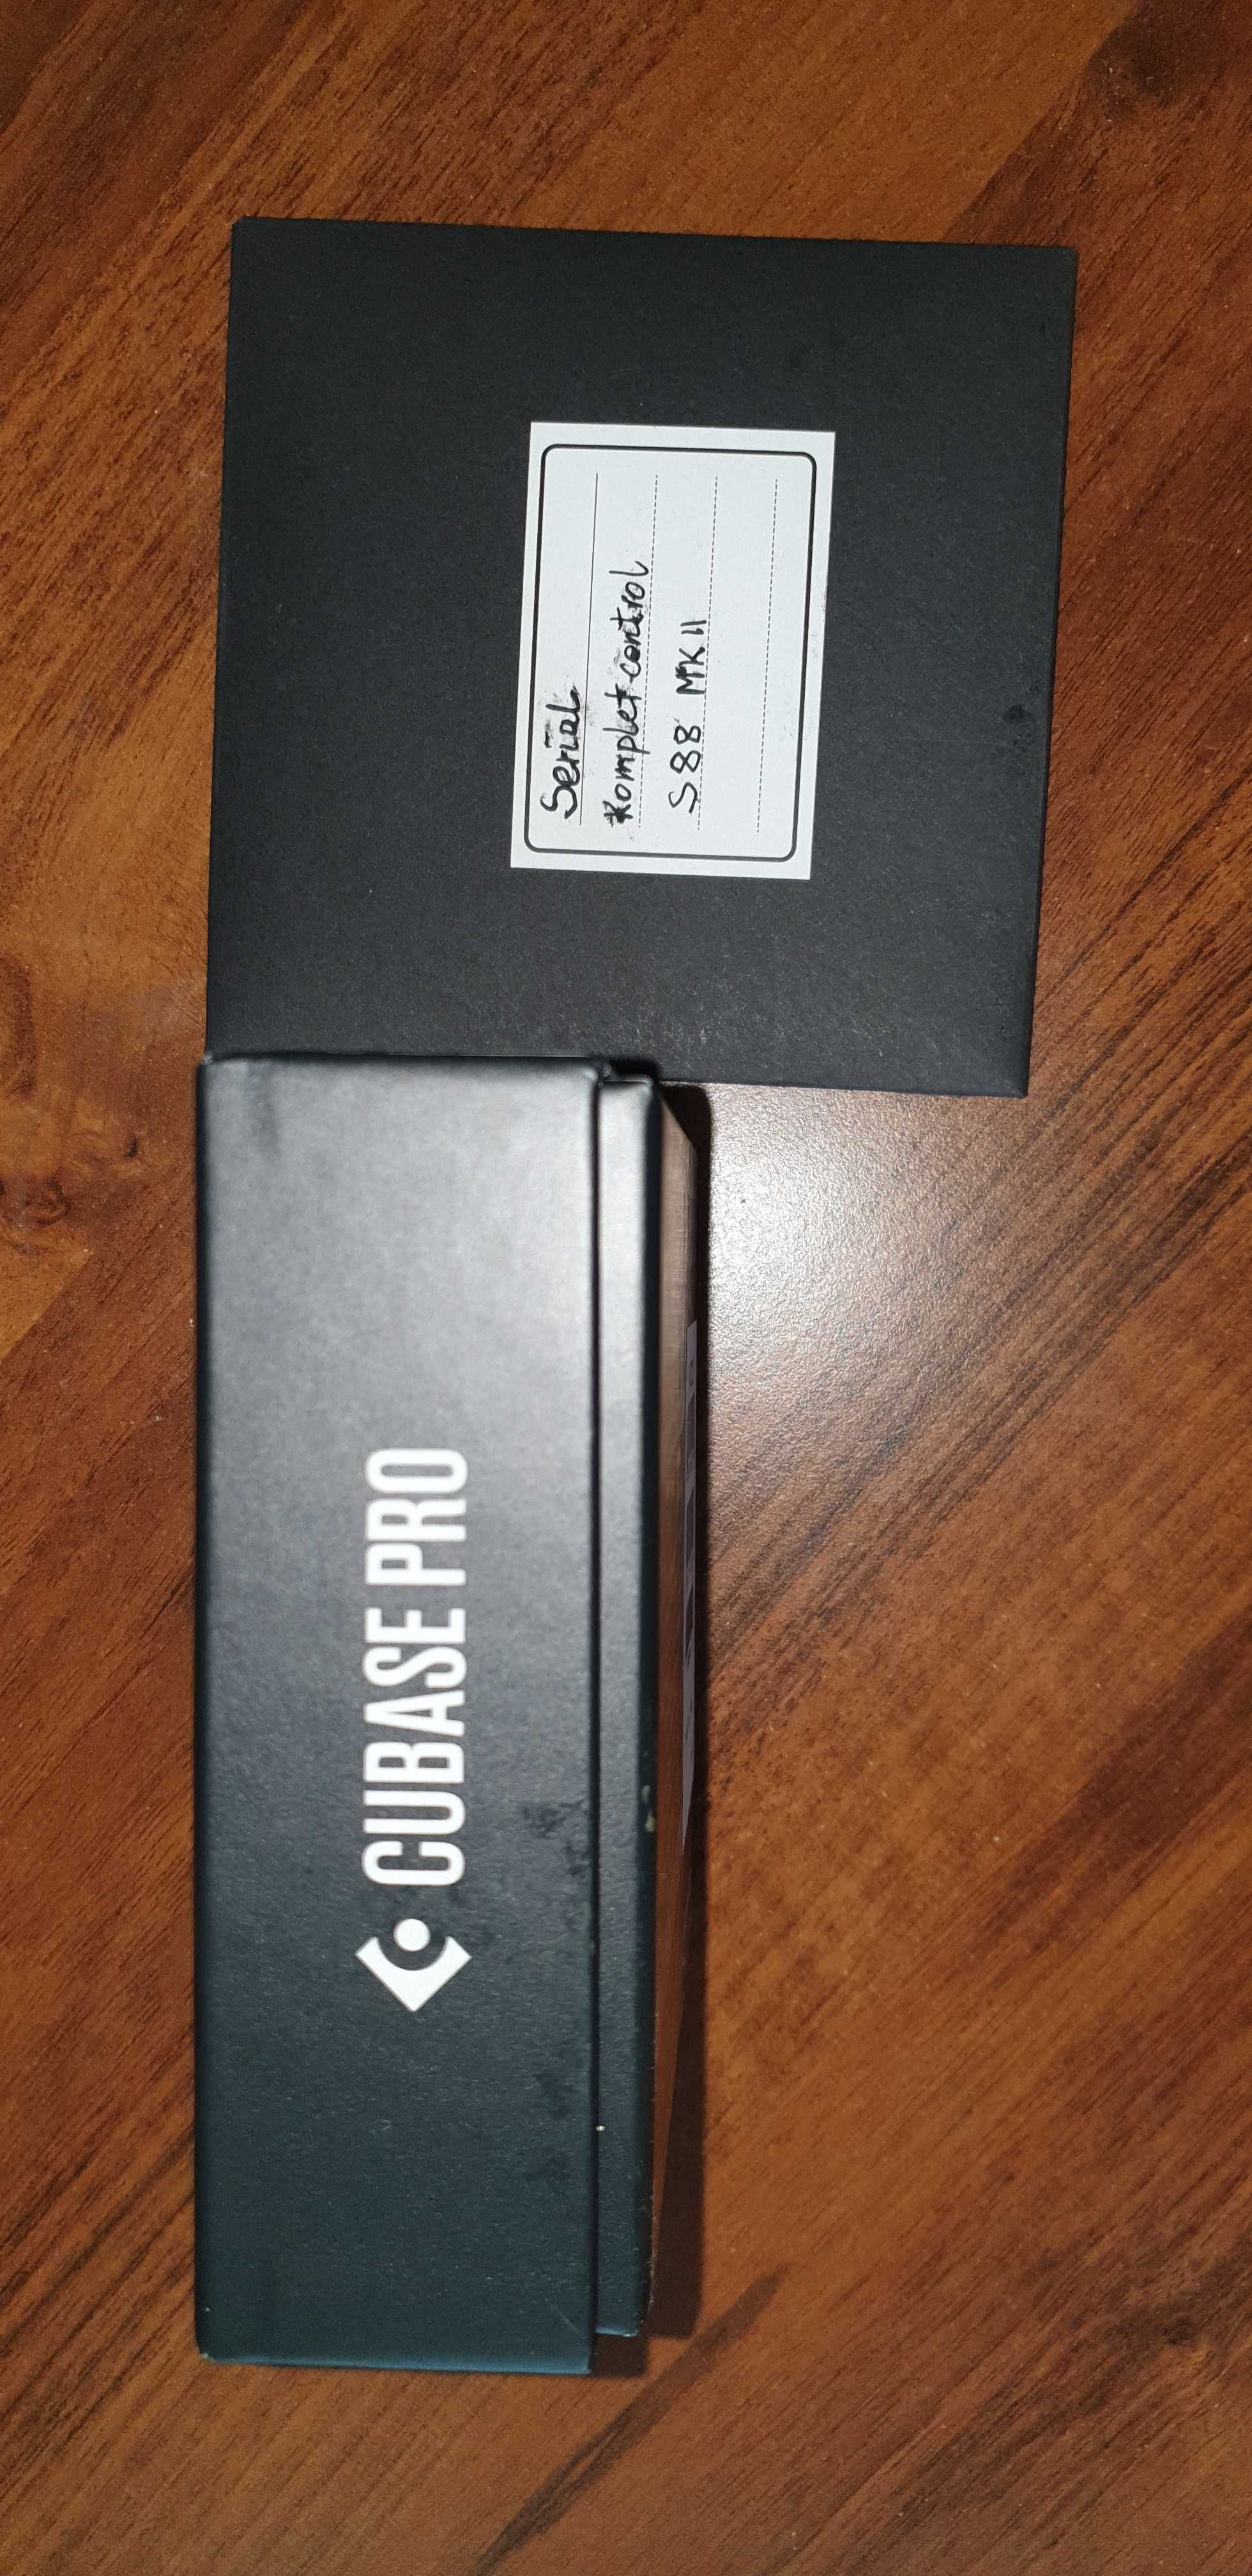 Serial
Komplet control
S88 MK II
CUBASE PRO